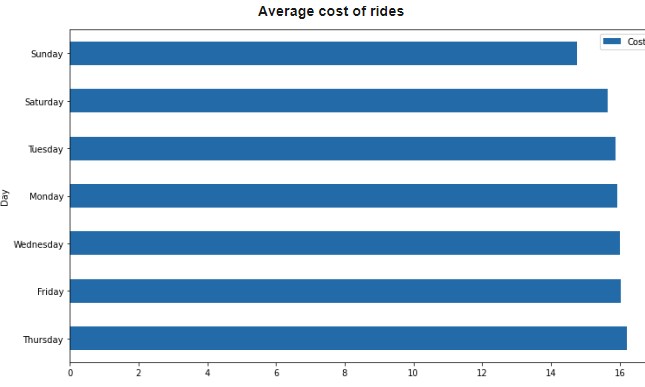 Average cost of rides
Cost
Sunday
Saturday
Tuesday
Monday
Day
Wednesday
Friday
Thursday
0 2 4 6 8 10 12 14 16